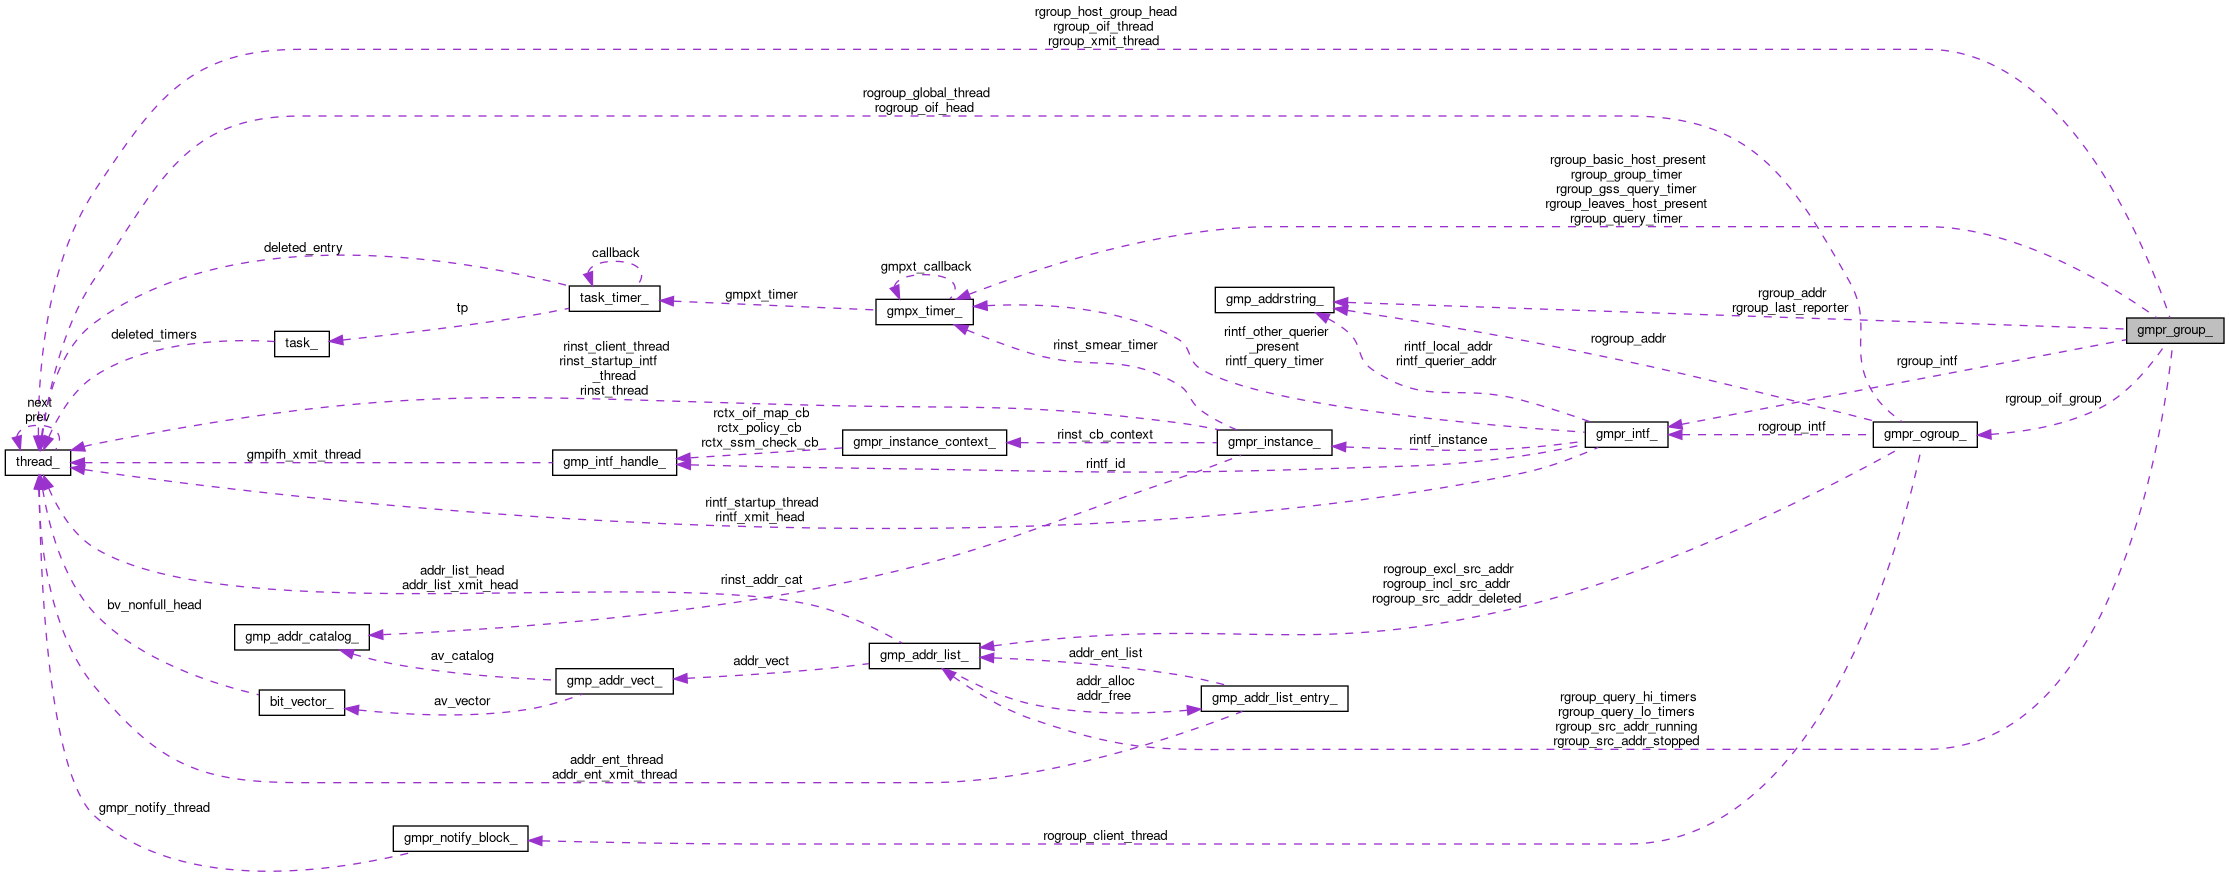 rgroup_host_group_head
rgroup_oif_thread
rgroup_xmit_thread
rogroup_global_thread
rogroup_oif_head
rgroup_basic_host_present
rgroup_group_timer
rgroup_gss_query_timer
rgroup_leaves_host_present
rgroup_query_timer
deleted_entry
callback
task_timer_
gmpxt_callback
gmpxt_timer
gmpx_timer_
tp
deleted_timers
task_
gmp_addrstring_
rgroup_addr
rgroup_last_reporter
gmpr_group_
rinst_client_thread
rinst_startup_intf
_thread
rinst_thread
rinst_smear_timer
rintf_other_querier
_present
rintf_query_timer
rintf_local_addr
rintf_querier_addr
rogroup_addr
rgroup_intf
rgroup_oif_group
next
prev
thread_
gmpifh_xmit_thread
gmp_intf_handle_
rctx_oif_map_cb
rctx_policy_cb
rctx_ssm_check_cb
gmpr_instance_context_
rinst_cb_context
gmpr_instance_
rintf_instance
rintf_id
gmpr_intf_
rogroup_intf
gmpr_ogroup_
rintf_startup_thread
rintf_xmit_head
addr_list_head
addr_list_xmit_head
rinst_addr_cat
rogroup_excl_src_addr
rogroup_incl_src_addr
rogroup_src_addr_deleted
bv_nonfull_head
gmp_addr_catalog_
av_catalog
gmp_addr_vect_
addr_vect
gmp_addr_list_
addr_ent_list
addr_alloc
addr_free
gmp_addr_list_entry_
bit_vector_
av_vector
rgroup_query_hi_timers
rgroup_query_lo_timers
rgroup_src_addr_running
rgroup_src_addr_stopped
addr_ent_thread
addr_ent_xmit_thread
gmpr_notify_thread
gmpr_notify_block_
rogroup_client_thread